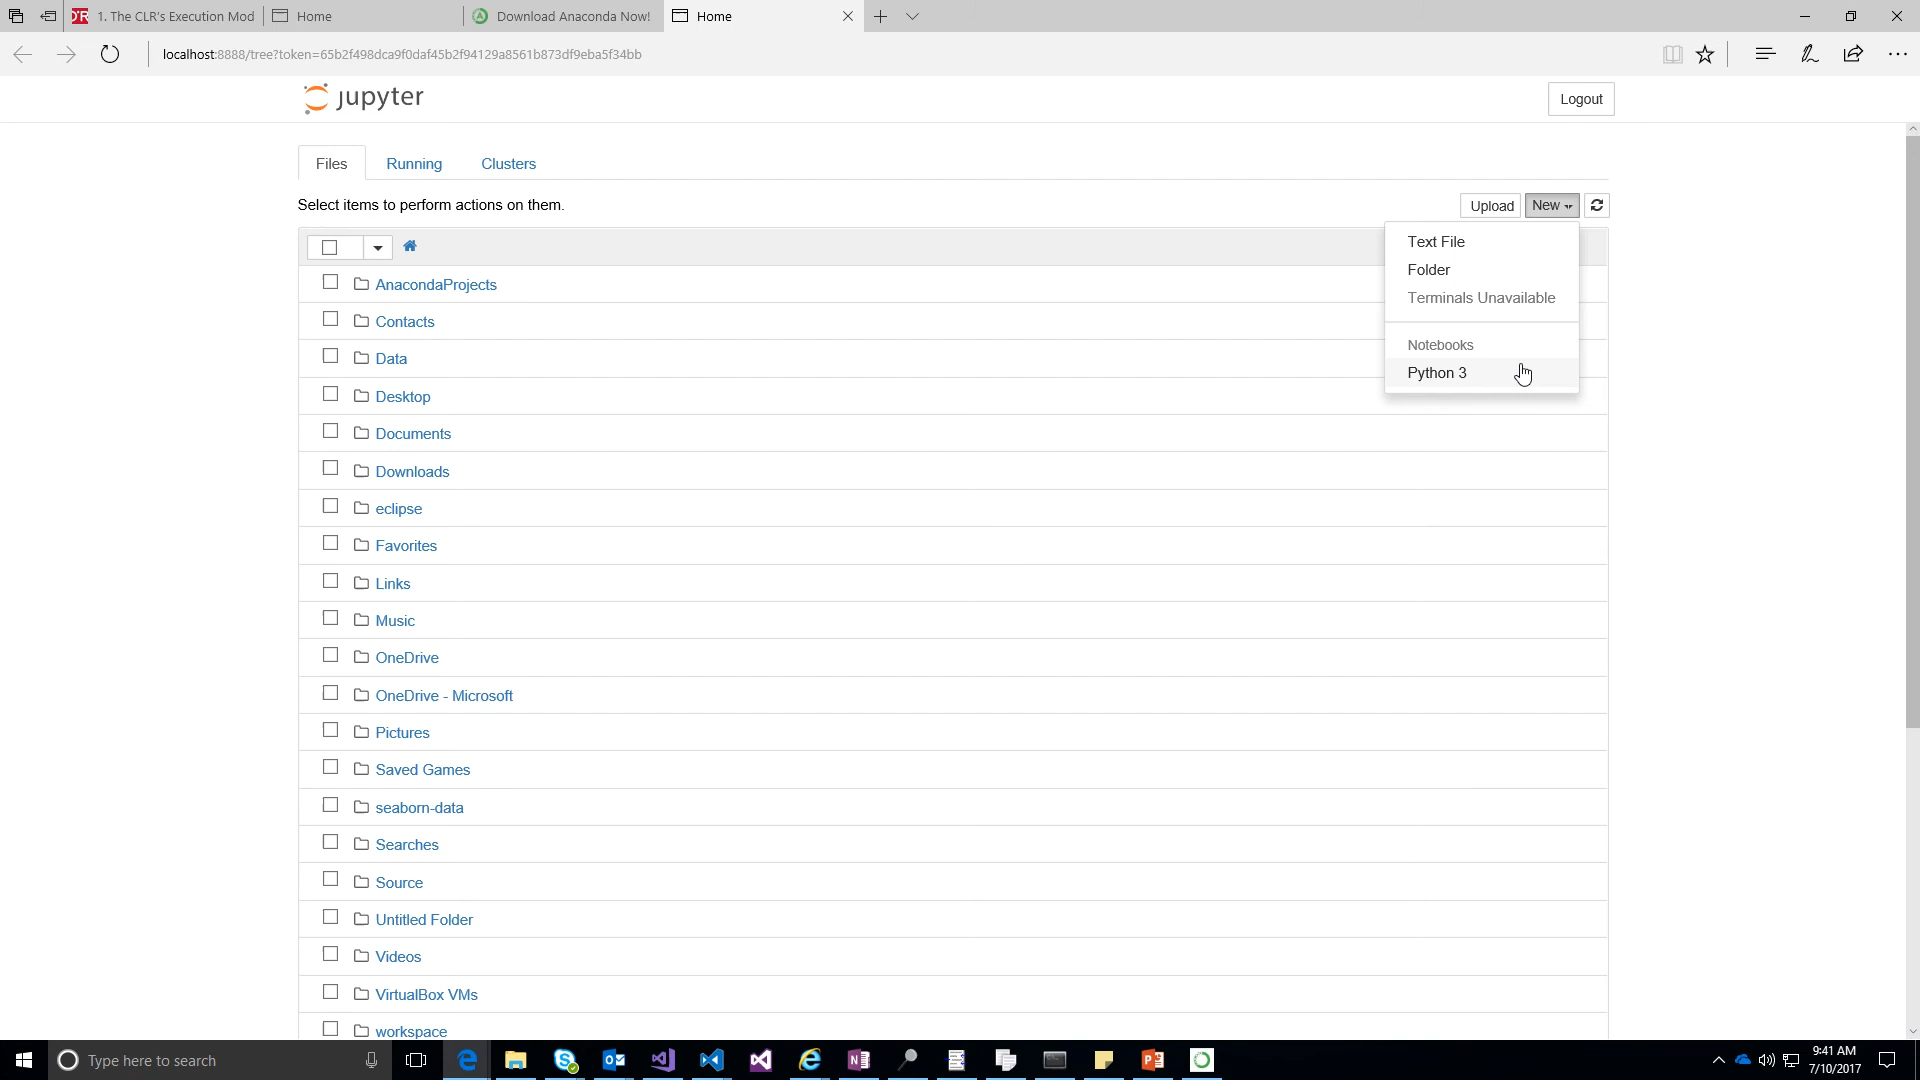 1. The CLR's Execution Mod
Home
Download Anaconda Now!
Home
localhost:8888/tree?token=65b2f498dca9f0daf45b2f94129a8561b873df9eba5f34bb
jupyter
Logout
Files
Running
Clusters
Select items to perform actions on them.
Upload
New
Text File
Folder
Terminals Unavailable
Notebooks
Python 3
AnacondaProjects
Contacts
Data
Desktop
Documents
Downloads
eclipse
Favorites
Links
Music
OneDrive
OneDrive - Microsoft
Pictures
Saved Games
seaborn-data
Searches
Source
Untitled Folder
Videos
VirtualBox VMs
workspace
Type here to search
9:41 AM
7/10/2017